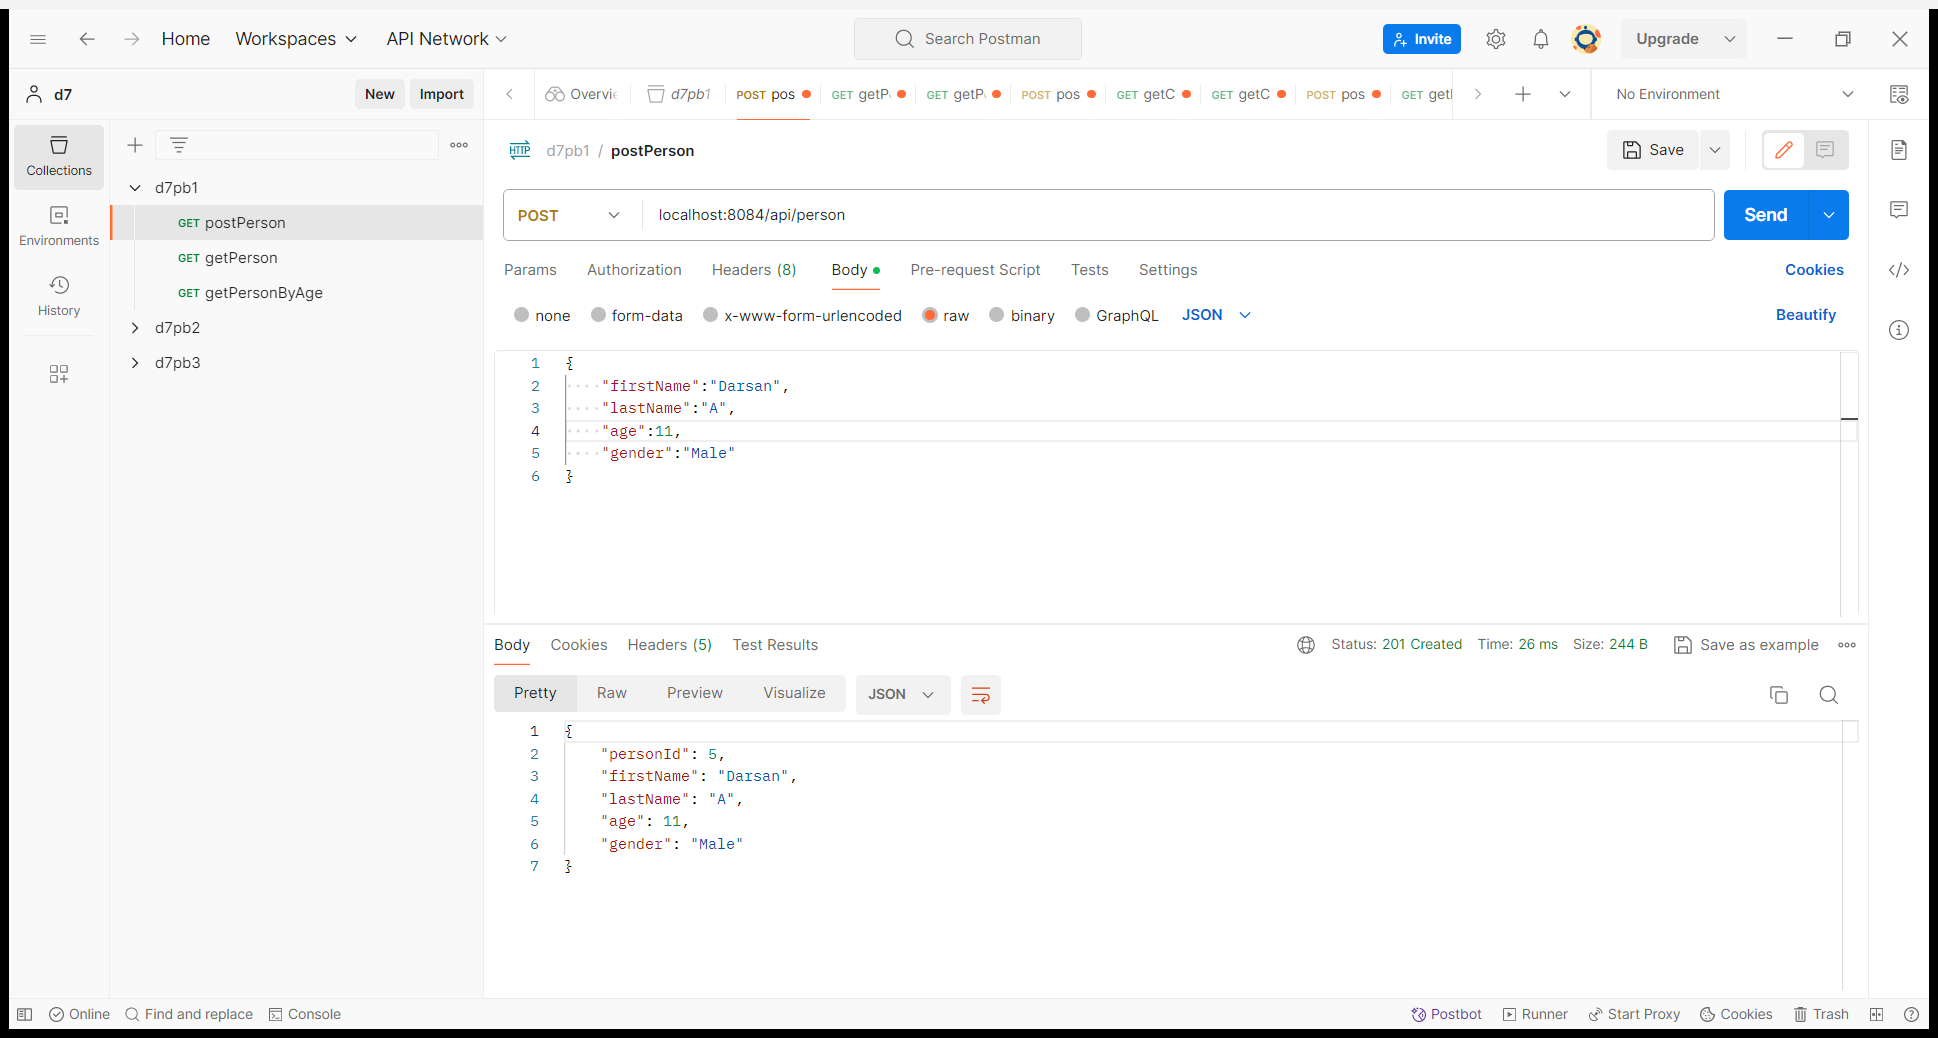 Home Workspaces API Network Search Postman Invite Upgrade
d7 New Import Overvi d7pb1 POST pos GET getP GET getP POST pos GET getC GET getC POST pos GET get No Environment
Collections
Environments
History
d7pb1
GET postPerson
GET getPerson
GET getPersonByAge
d7pb2
d7pb3
HTTP d7pb1 / postPerson Save
POST localhost:8084/api/person Send
Params Authorization Headers (8) Body Pre-request Script Tests Settings Cookies
none form-data x-www-form-urlencoded raw binary GraphQL JSON Beautify
1 {
2 "firstName":"Darsan",
3 "lastName":"A",
4 "age":11,
5 "gender":"Male"
6 }
Body Cookies Headers (5) Test Results Status: 201 Created Time: 26 ms Size: 244 B Save as example
Pretty Raw Preview Visualize JSON
1 {
2 "personId": 5,
3 "firstName": "Darsan",
4 "lastName": "A",
5 "age": 11,
6 "gender": "Male"
7 }
Online Find and replace Console Postbot Runner Start Proxy Cookies Trash